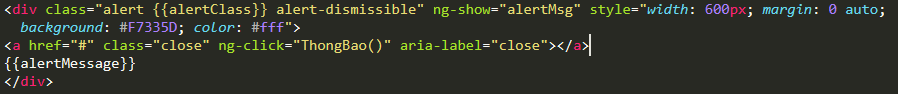 <div class="alert {{alertClass}} alert-dismissible" ng-show="alertMsg" style="width: 600px; margin: 0 auto;
background: #F7335D; color: #fff">
<a href="#" class="close" ng-click="ThongBao()" aria-label="close"></a>
{{alertMessage}}
</div>